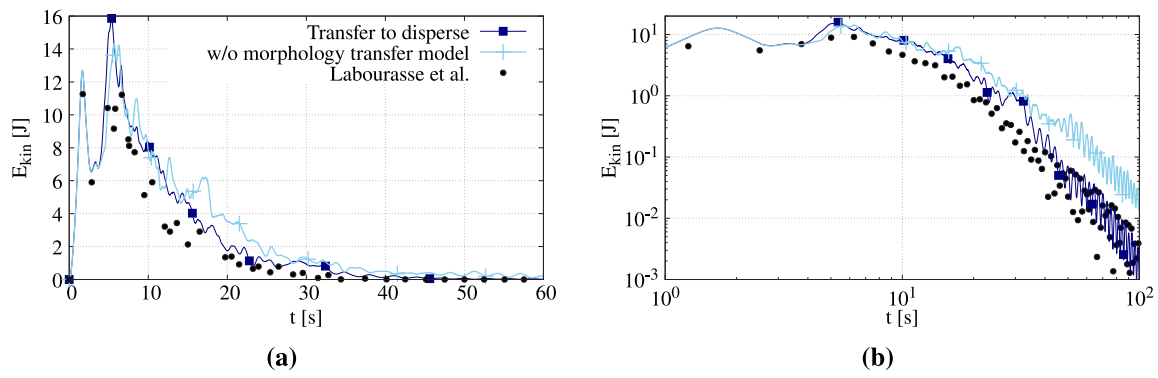 16
14
12
10
8
6
4
2
0
E_kin [J]
Transfer to disperse
w/o morphology transfer model
Labourasse et al.
0 10 20 30 40 50 60
t [s]
(a)
10^1
10^0
10^-1
10^-2
10^-3
E_kin [J]
10^0 10^1 10^2
t [s]
(b)